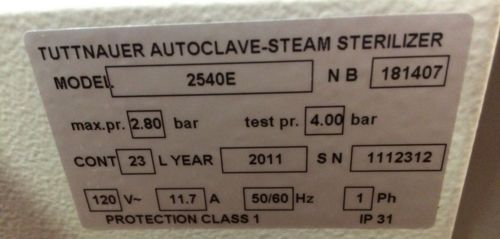 TUTTNAUER AUTOCLAVE-STEAM STERILIZER
MODEL 2540E N B 181407
max.pr. 2.80 bar test pr. 4.00 bar
CONT 23 L YEAR 2011 S N 1112312
120 V~ 11.7 A 50/60 Hz 1 Ph
PROTECTION CLASS 1 IP 31